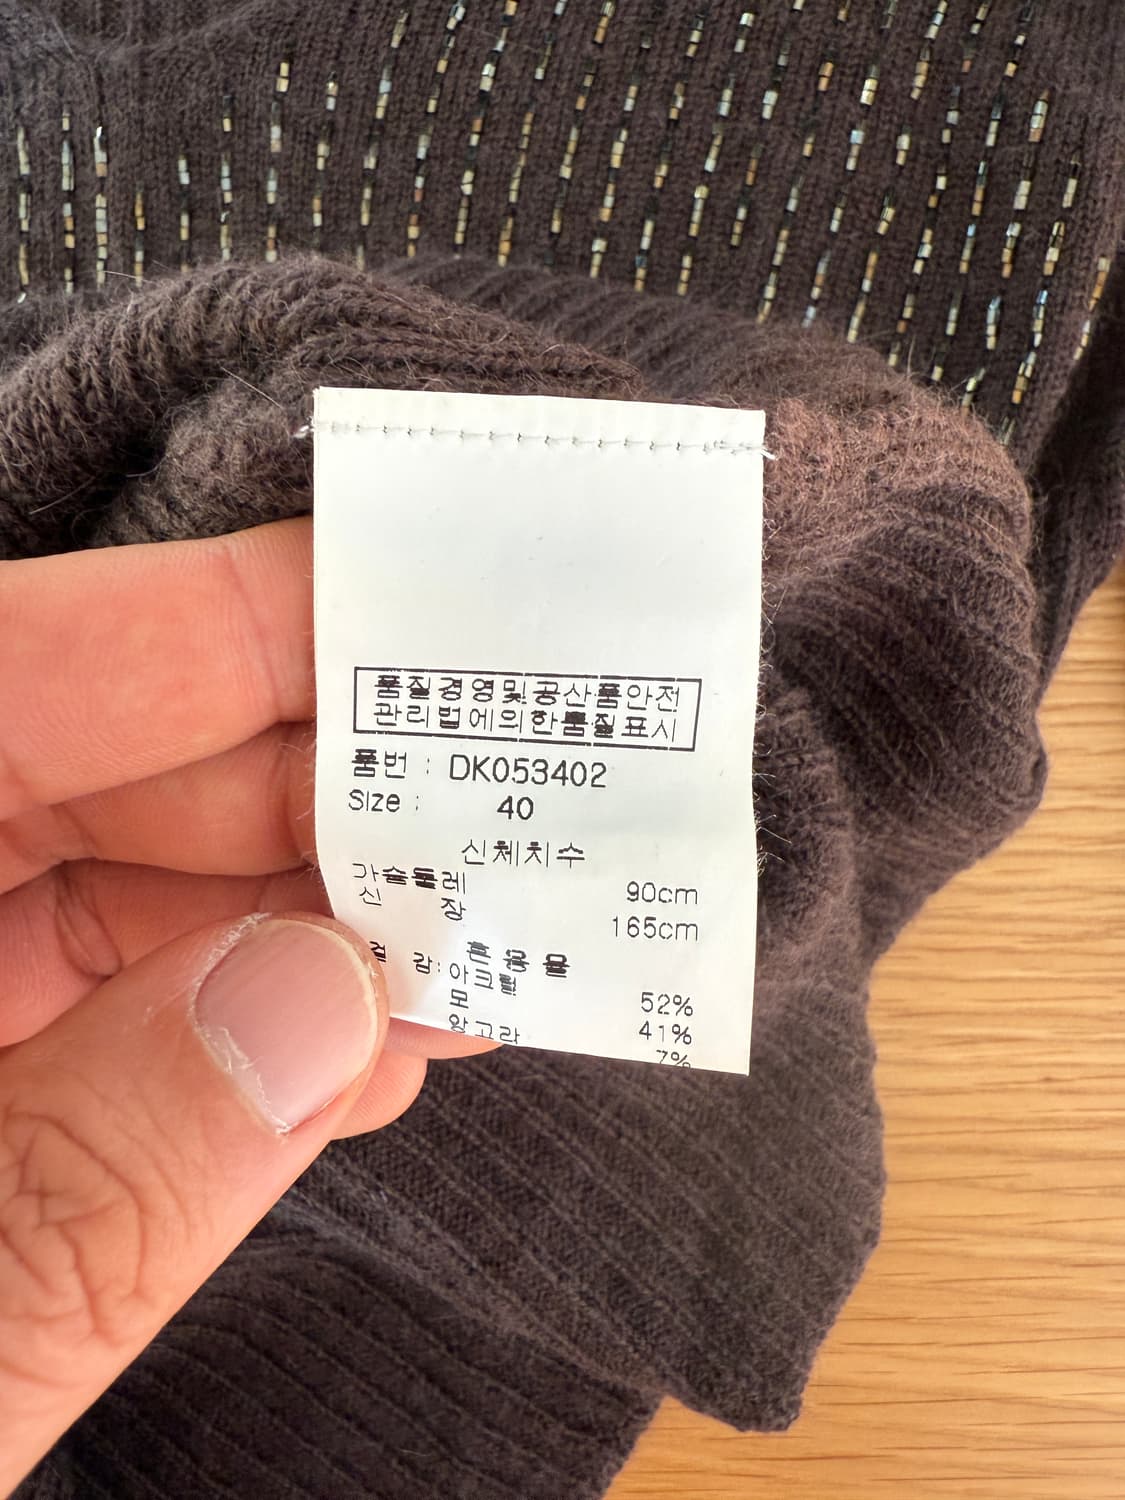 품질경영및공산품안전
관리법에의한품질표시
품번 : DK053402
Size : 40
신체치수
가슴둘레 90cm
신 장 165cm
겉 감: 혼용율
아크릴 52%
모 41%
앙고라 7%